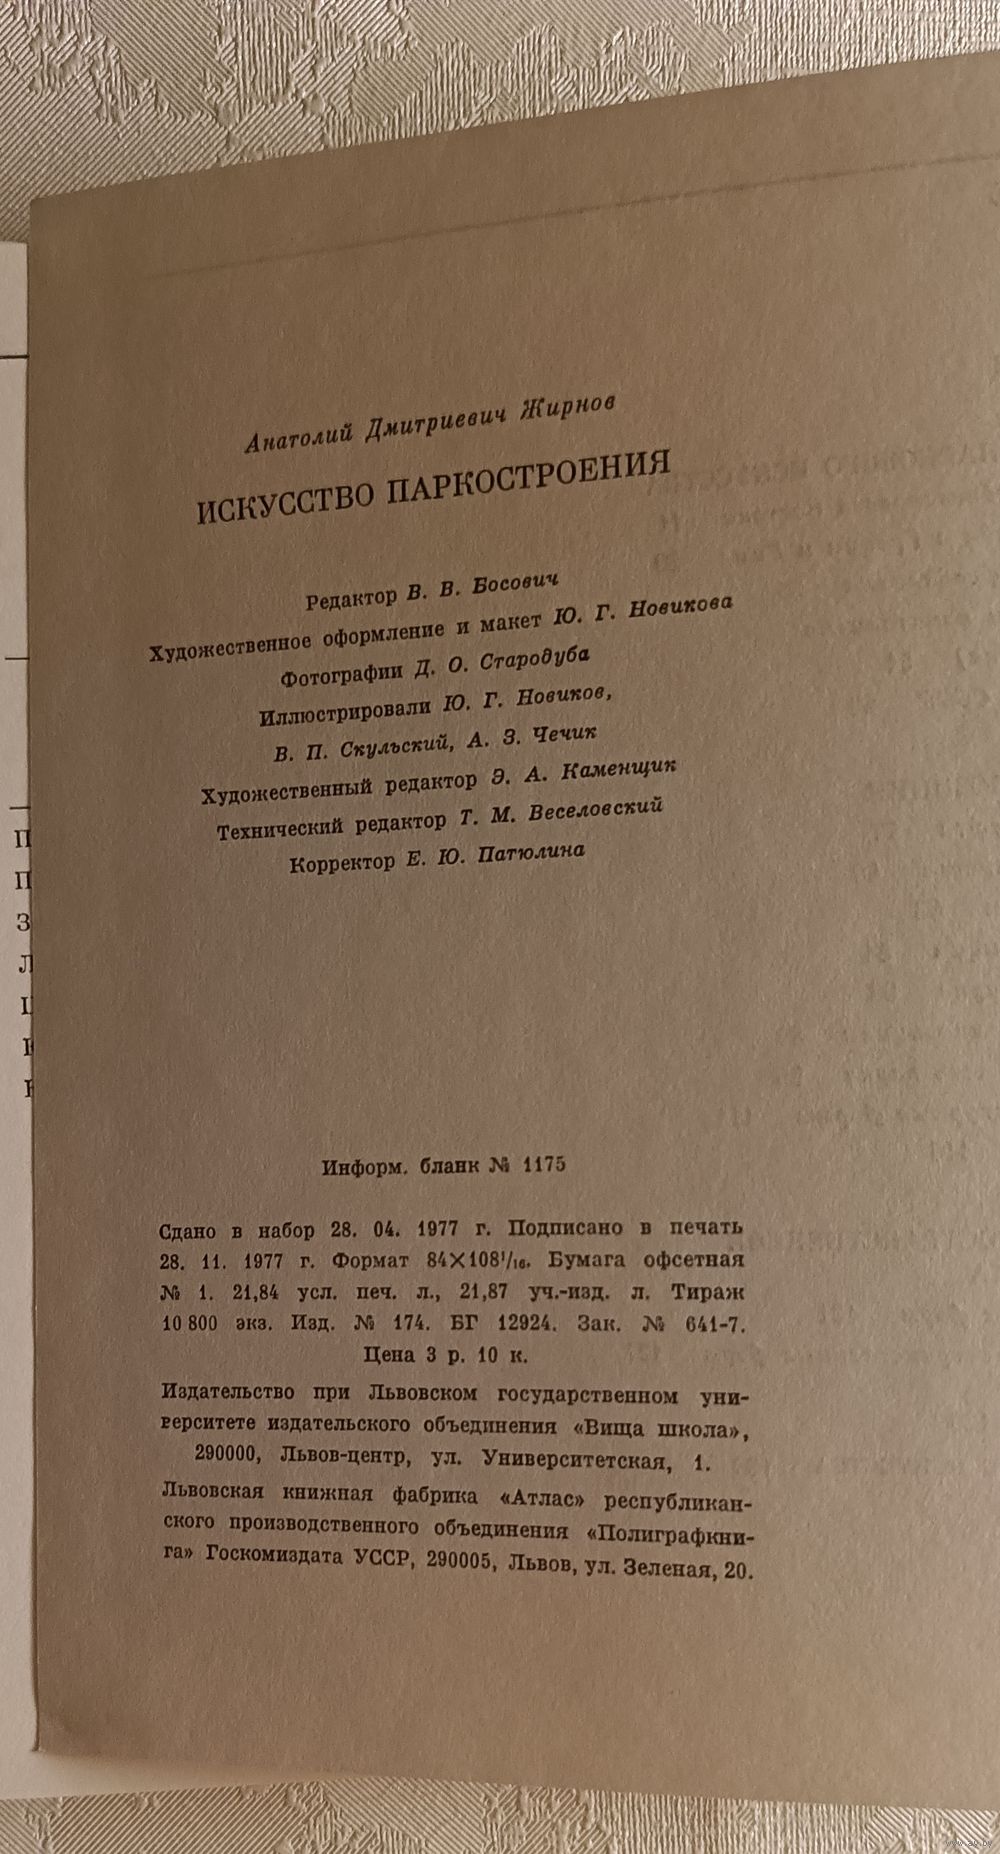 Анатолий Дмитриевич Жирнов
ИСКУССТВО ПАРКОСТРОЕНИЯ
Редактор В. В. Босович
Художественное оформление и макет Ю. Г. Новикова
Фотографии Д. О. Стародуба
Иллюстрировали Ю. Г. Новиков,
В. П. Скульский, А. З. Чечик
Художественный редактор Э. А. Каменщик
Технический редактор Т. М. Веселовский
Корректор Е. Ю. Патюлина
П
П
З
Л
Информ. бланк № 1175
Сдано в набор 28. 04. 1977 г. Подписано в печать
28. 11. 1977 г. Формат 84×108¹/₁₆. Бумага офсетная
№ 1. 21,84 усл. печ. л., 21,87 уч.-изд. л. Тираж
10 800 экз. Изд. № 174. БГ 12924. Зак. № 641-7.
Цена 3 р. 10 к.
Издательство при Львовском государственном уни-
верситете издательского объединения «Вища школа»,
290000, Львов-центр, ул. Университетская, 1.
Львовская книжная фабрика «Атлас» республикан-
ского производственного объединения «Полиграфкни-
га» Госкомиздата УССР, 290005, Львов, ул. Зеленая, 20.
www.ay.by